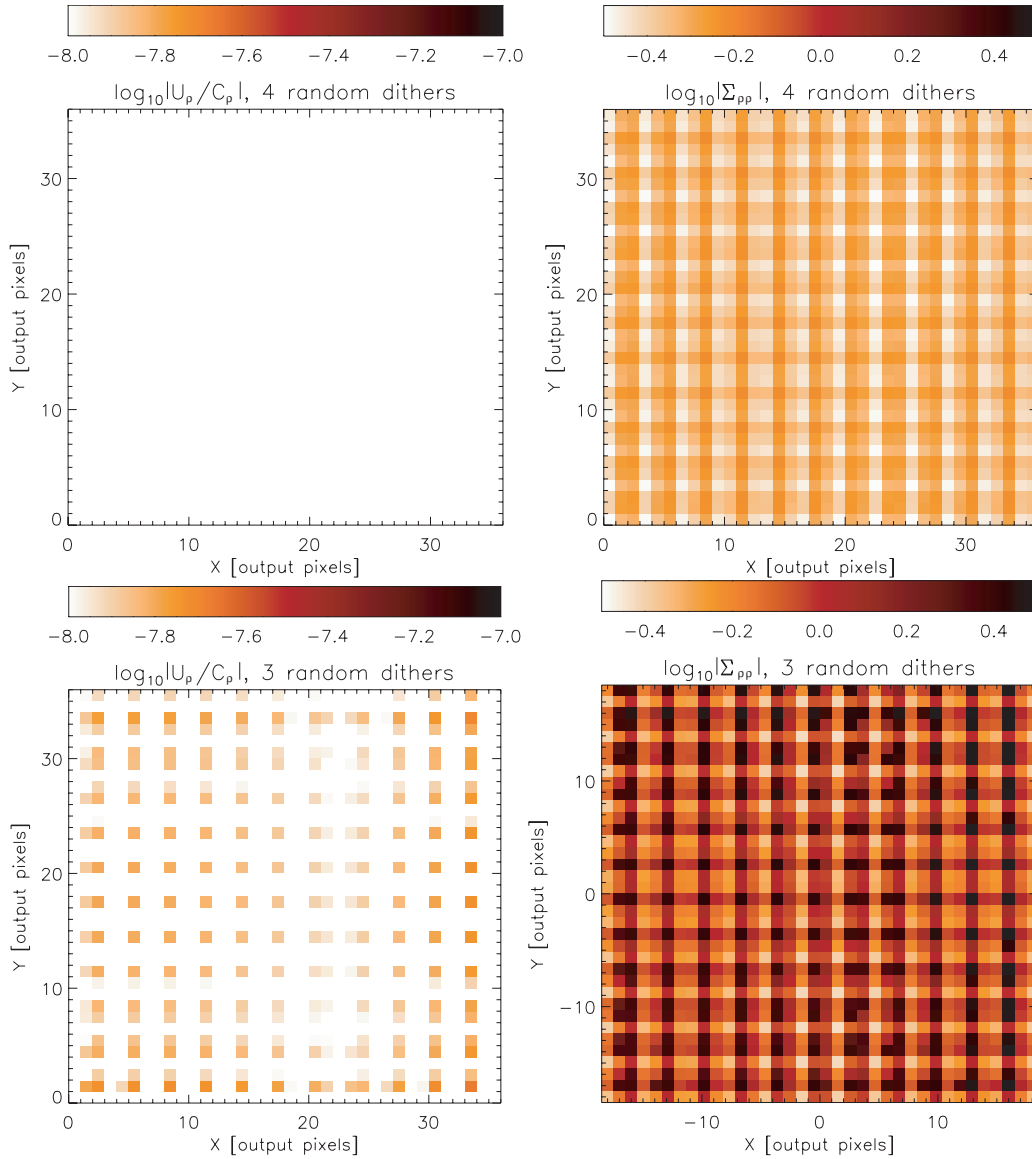 −8.0 −7.8 −7.6 −7.4 −7.2 −7.0
log₁₀|Uᵨ/Cᵨ|, 4 random dithers
30
20
10
0
Y [output pixels]
0 10 20 30
X [output pixels]
−0.4 −0.2 0.0 0.2 0.4
log₁₀|Σᵨᵨ|, 4 random dithers
30
20
10
0
Y [output pixels]
0 10 20 30
X [output pixels]
−8.0 −7.8 −7.6 −7.4 −7.2 −7.0
log₁₀|Uᵨ/Cᵨ|, 3 random dithers
30
20
10
0
Y [output pixels]
0 10 20 30
X [output pixels]
−0.4 −0.2 0.0 0.2 0.4
log₁₀|Σᵨᵨ|, 3 random dithers
10
0
−10
Y [output pixels]
−10 0 10
X [output pixels]